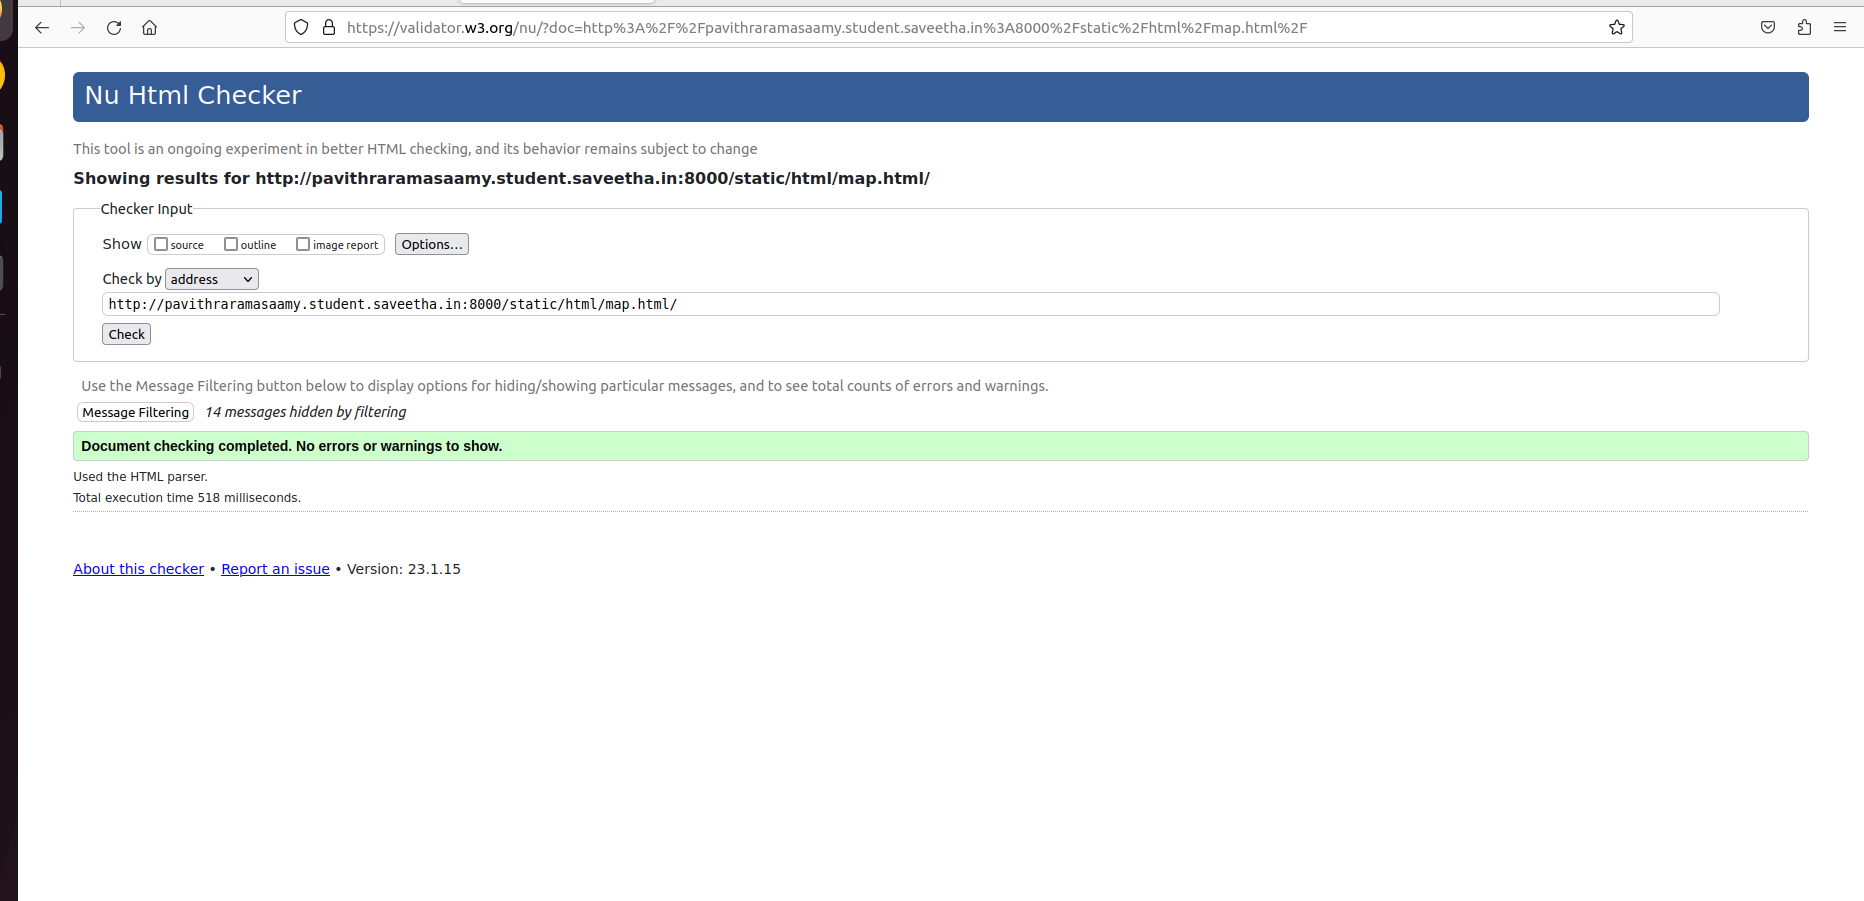 https://validator.w3.org/nu/?doc=http%3A%2F%2Fpavithraramasaamy.student.saveetha.in%3A8000%2Fstatic%2Fhtml%2Fmap.html%2F
Nu Html Checker
This tool is an ongoing experiment in better HTML checking, and its behavior remains subject to change
Showing results for http://pavithraramasaamy.student.saveetha.in:8000/static/html/map.html/
Checker Input
Show source outline image report Options...
Check by address
http://pavithraramasaamy.student.saveetha.in:8000/static/html/map.html/
Check
Use the Message Filtering button below to display options for hiding/showing particular messages, and to see total counts of errors and warnings.
Message Filtering 14 messages hidden by filtering
Document checking completed. No errors or warnings to show.
Used the HTML parser.
Total execution time 518 milliseconds.
About this checker • Report an issue • Version: 23.1.15